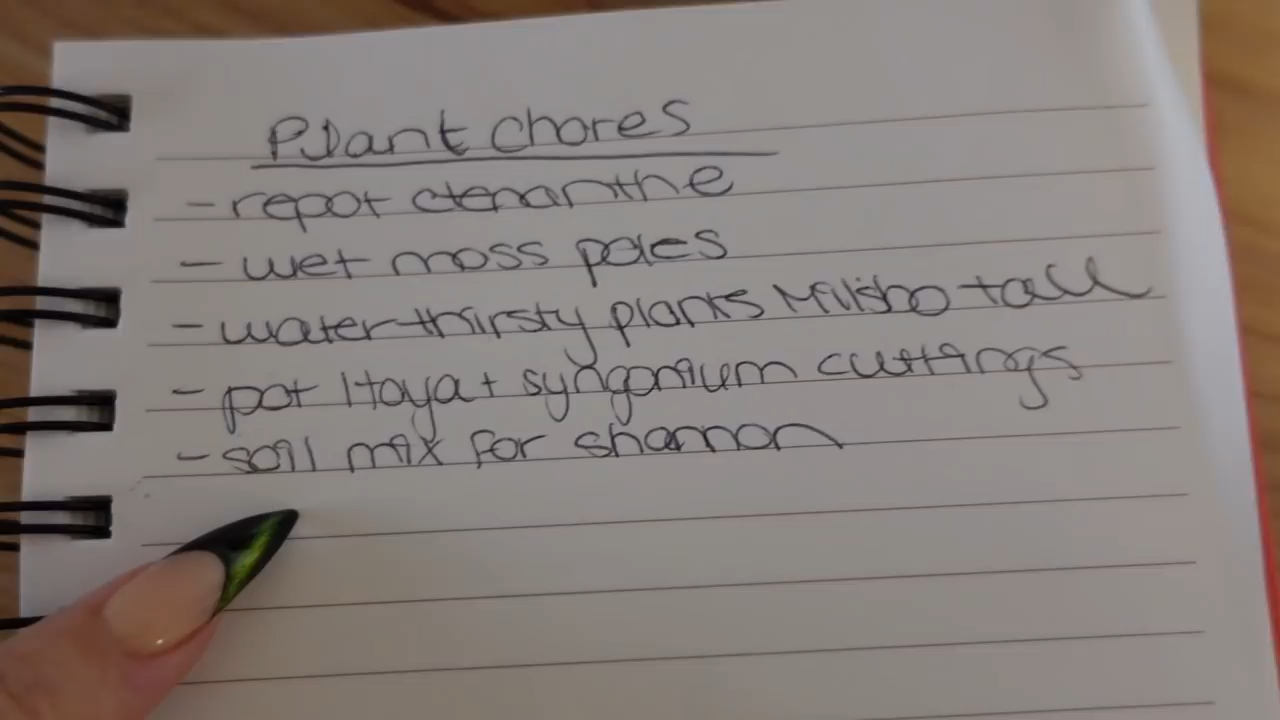 Plant chores
- repot ctenanthe
- wet moss poles
- water thirsty plants Milsbo tall
- pot Hoya + syngonium cuttings
- soil mix for shannon